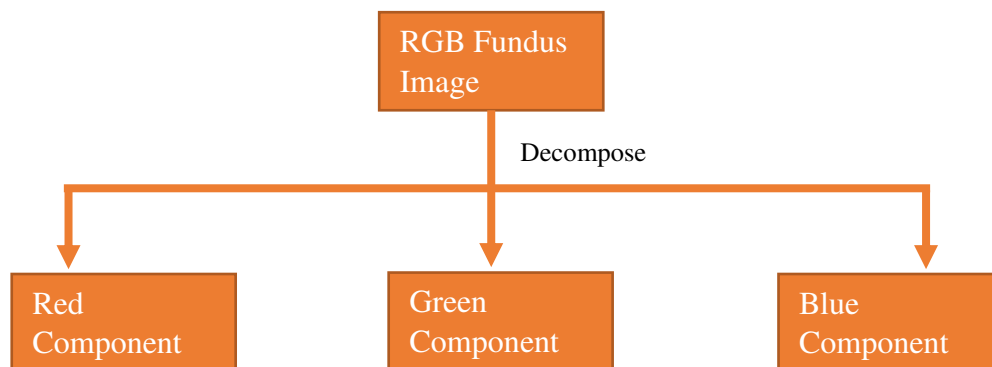 RGB Fundus
Image
Decompose
Red
Component
Green
Component
Blue
Component